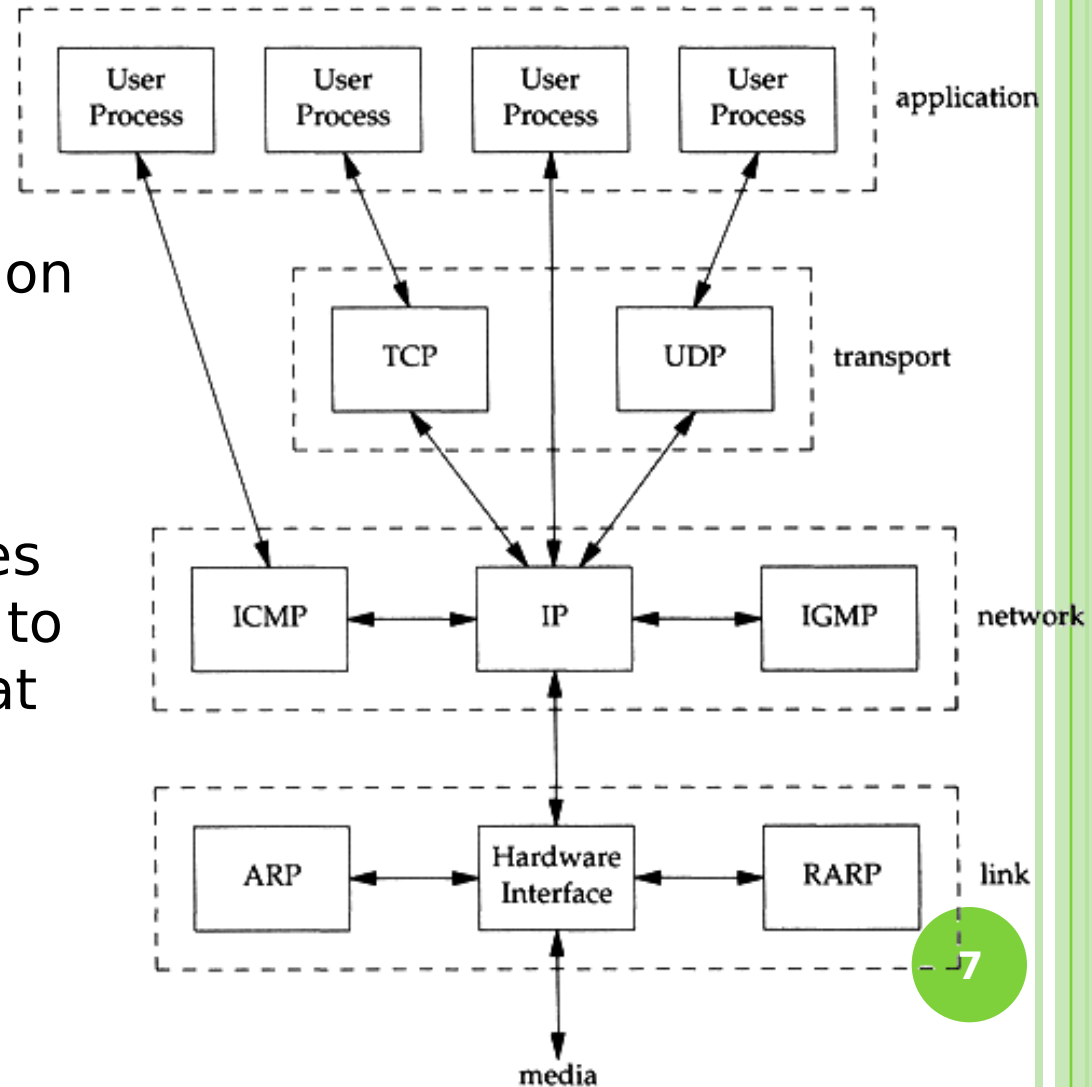 User
Process
User
Process
User
Process
User
Process
application
on
TCP
UDP
transport
es
to
at
ICMP
IP
IGMP
network
ARP
Hardware
Interface
RARP
link
7
media